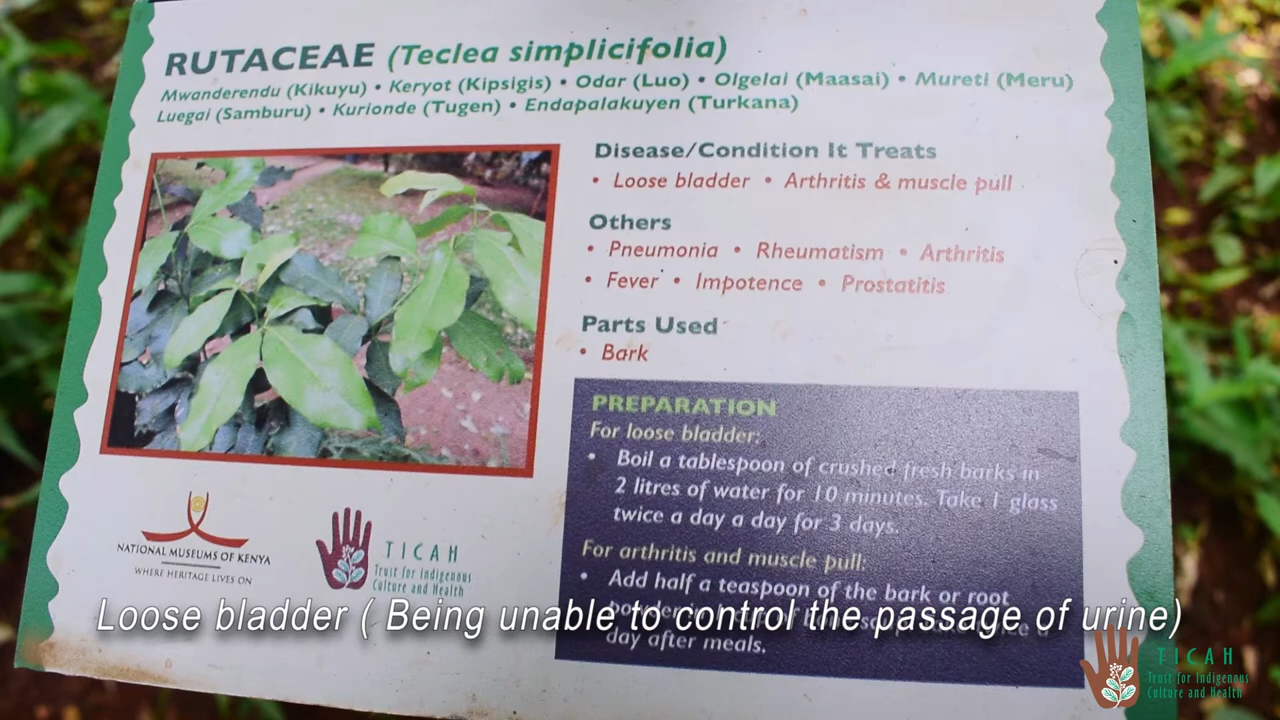 RUTACEAE (Teclea simplicifolia)
Mwanderendu (Kikuyu) • Keryot (Kipsigis) • Odar (Luo) • Olgelai (Maasai) • Mureti (Meru)
Luegai (Samburu) • Kurionde (Tugen) • Endapalakuyen (Turkana)
Disease/Condition It Treats
• Loose bladder • Arthritis & muscle pull
Others
• Pneumonia • Rheumatism • Arthritis
• Fever • Impotence • Prostatitis
Parts Used
• Bark
PREPARATION
For loose bladder:
• Boil a tablespoon of crushed fresh barks in
2 litres of water for 10 minutes. Take 1 glass
twice a day a day for 3 days.
For arthritis and muscle pull:
• Add half a teaspoon of the bark or root
day after meals.
NATIONAL MUSEUMS OF KENYA
WHERE HERITAGE LIVES ON
TICAH
Trust for Indigenous
Culture and Health
Loose bladder ( Being unable to control the passage of urine)
TICAH
Trust for Indigenous
Culture and Health